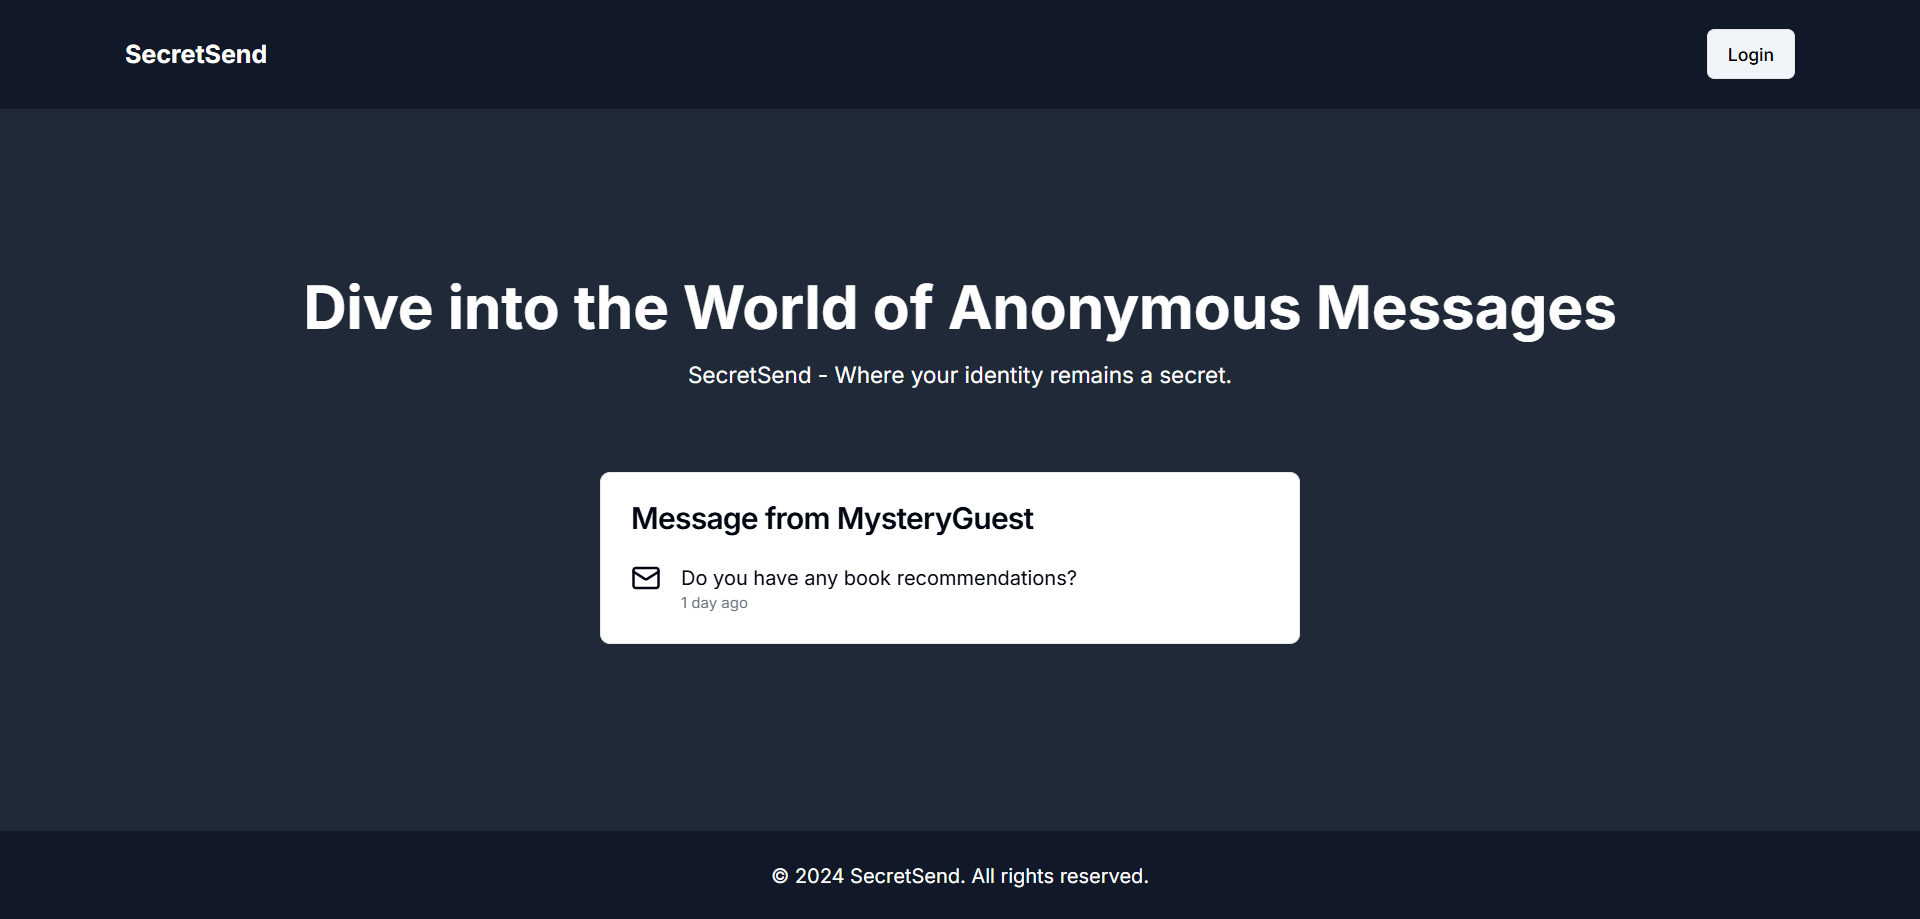 SecretSend
Login
Dive into the World of Anonymous Messages
SecretSend - Where your identity remains a secret.
Message from MysteryGuest
Do you have any book recommendations?
1 day ago
© 2024 SecretSend. All rights reserved.